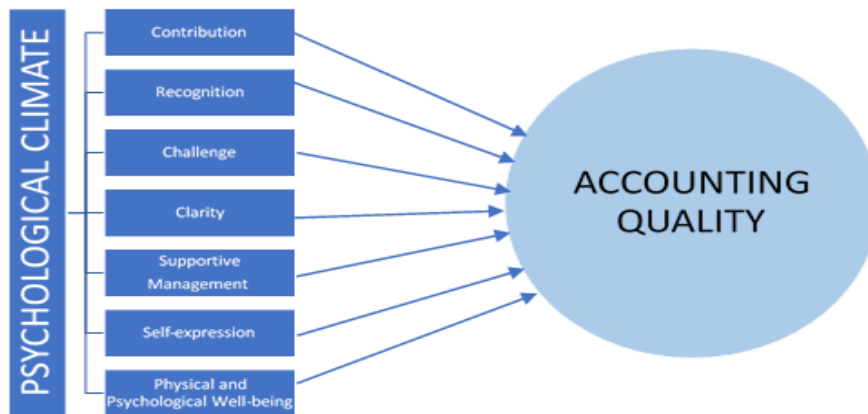 PSYCHOLOGICAL CLIMATE
Contribution
Recognition
Challenge
Clarity
Supportive
Management
Self-expression
Physical and
Psychological Well-being
ACCOUNTING
QUALITY